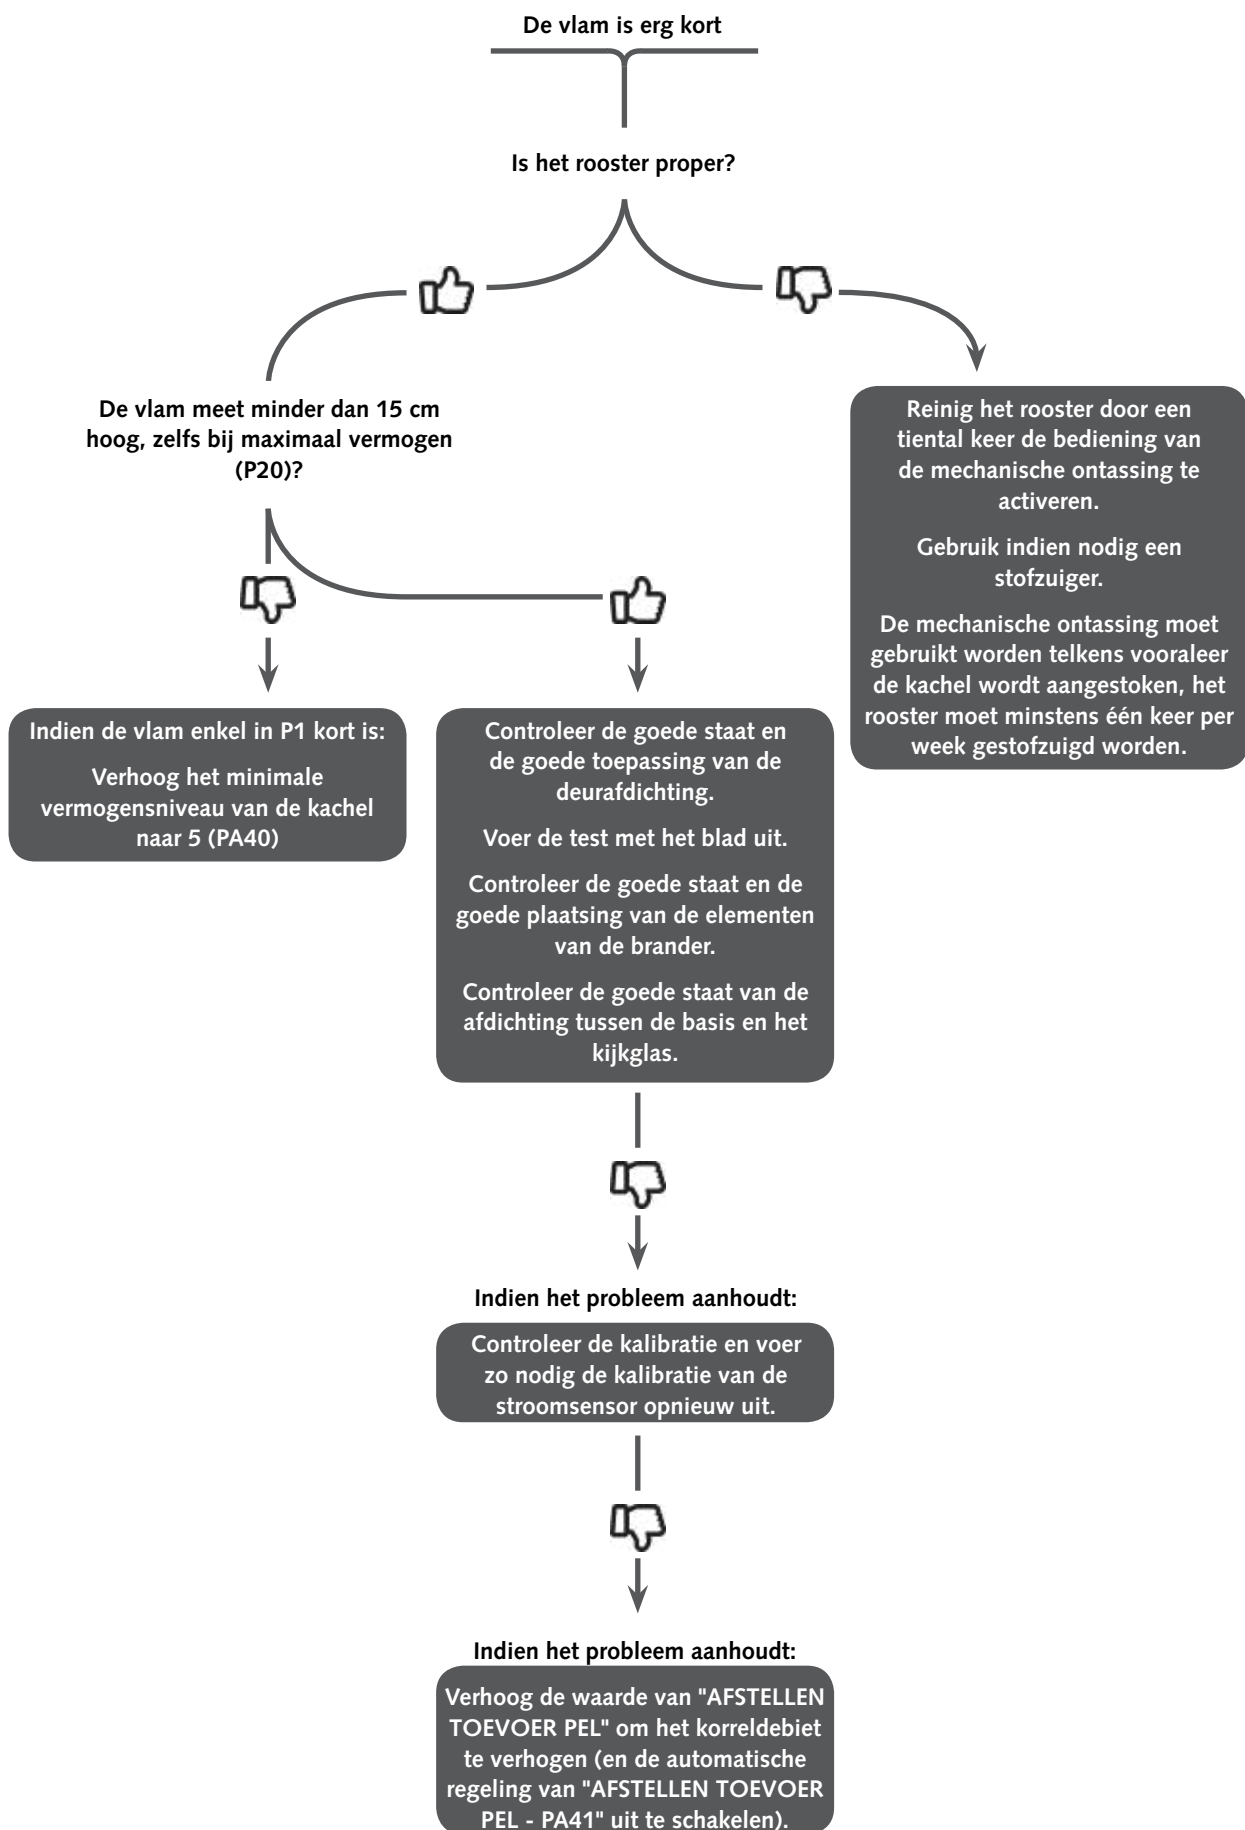 De vlam is erg kort
Is het rooster proper?
De vlam meet minder dan 15 cm
hoog, zelfs bij maximaal vermogen
(P20)?
Reinig het rooster door een
tiental keer de bediening van
de mechanische ontassing te
activeren.
Gebruik indien nodig een
stofzuiger.
De mechanische ontassing moet
gebruikt worden telkens vooraleer
de kachel wordt aangestoken, het
rooster moet minstens één keer per
week gestofzuigd worden.
Indien de vlam enkel in P1 kort is:
Verhoog het minimale
vermogensniveau van de kachel
naar 5 (PA40)
Controleer de goede staat en
de goede toepassing van de
deurafdichting.
Voer de test met het blad uit.
Controleer de goede staat en de
goede plaatsing van de elementen
van de brander.
Controleer de goede staat van de
afdichting tussen de basis en het
kijkglas.
Indien het probleem aanhoudt:
Controleer de kalibratie en voer
zo nodig de kalibratie van de
stroomsensor opnieuw uit.
Indien het probleem aanhoudt:
Verhoog de waarde van "AFSTELLEN
TOEVOER PEL" om het korreldebiet
te verhogen (en de automatische
regeling van "AFSTELLEN TOEVOER
PEL - PA41" uit te schakelen).